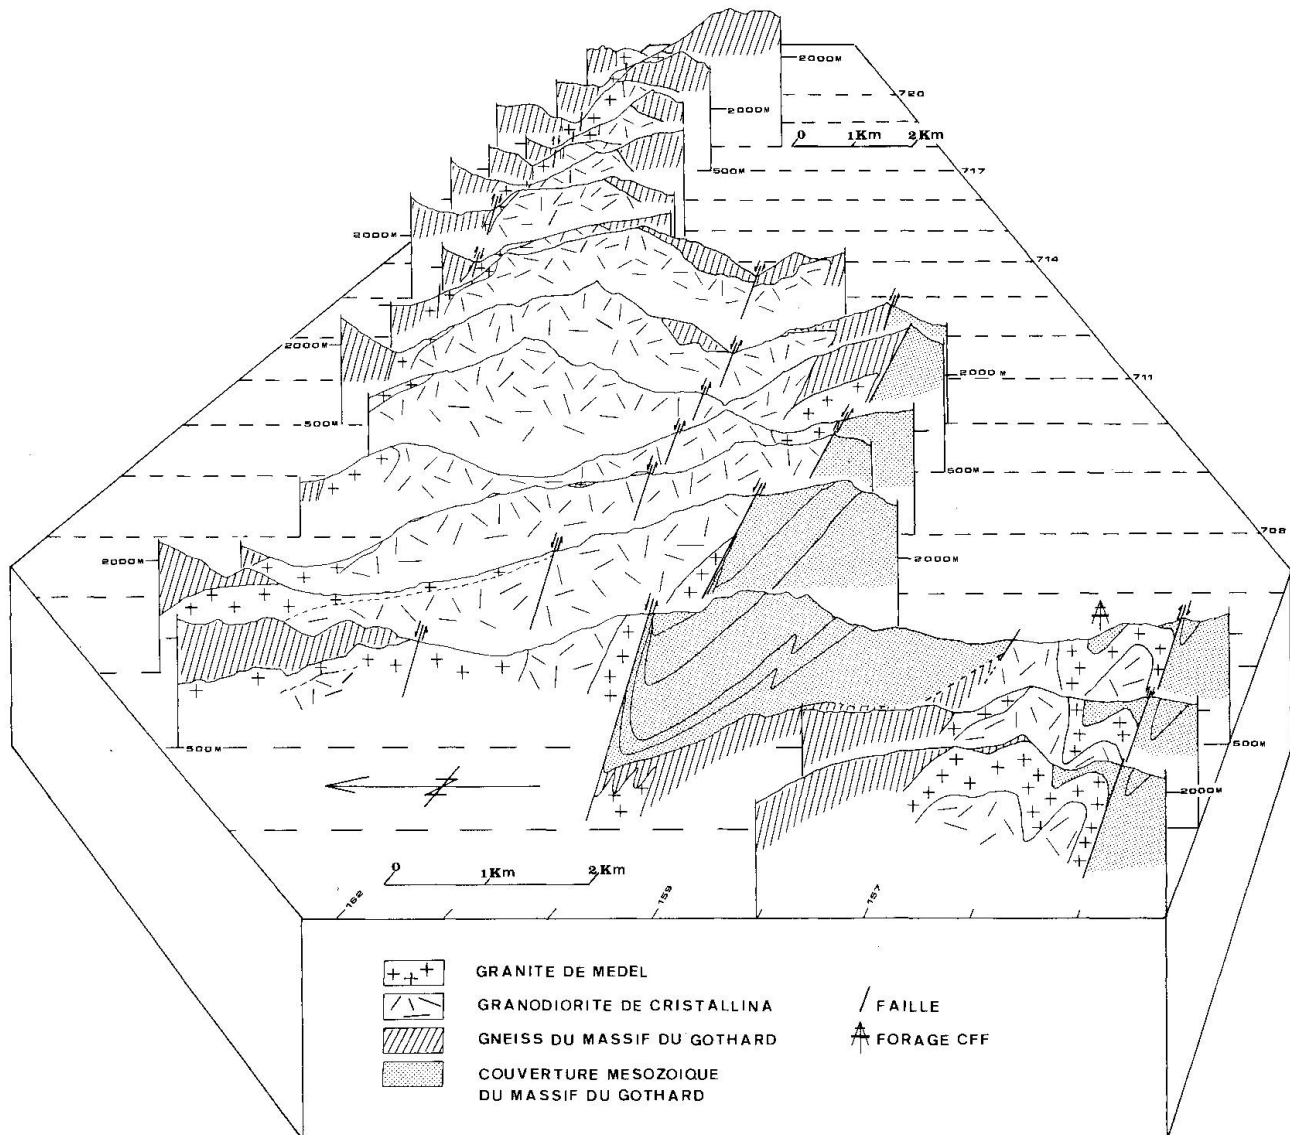 2000M
720
2000M
0 1Km 2Km
500M
717
2000M
714
2000M
2000M
711
500M
500M
708
2000M
2000M
500M
500M
2000M
0 1Km 2Km
162
159
157
GRANITE DE MEDEL
GRANODIORITE DE CRISTALLINA
FAILLE
GNEISS DU MASSIF DU GOTHARD
FORAGE CFF
COUVERTURE MESOZOIQUE
DU MASSIF DU GOTHARD